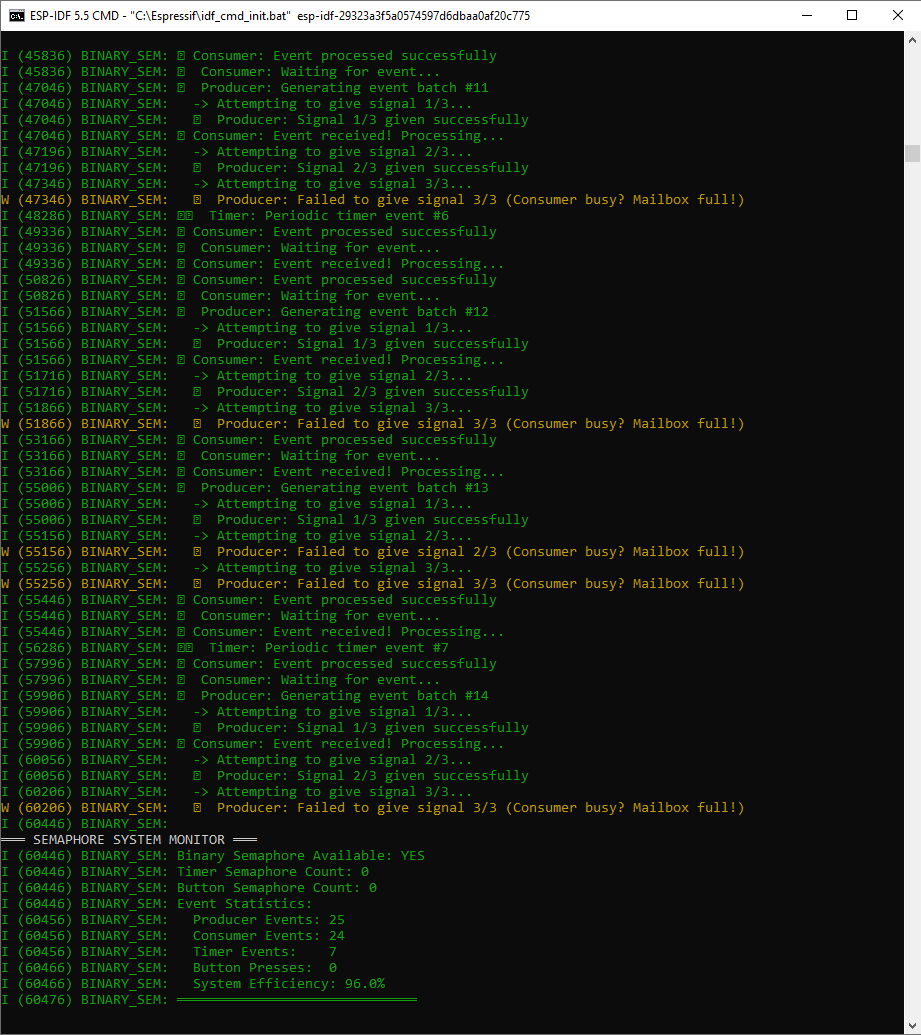 ESP-IDF 5.5 CMD - "C:\Espressif\idf_cmd_init.bat" esp-idf-29323a3f5a0574597d6dbaa0af20c775
I (45836) BINARY_SEM: Consumer: Event processed successfully
I (45836) BINARY_SEM: Consumer: Waiting for event...
I (47046) BINARY_SEM: Producer: Generating event batch #11
I (47046) BINARY_SEM: -> Attempting to give signal 1/3...
I (47046) BINARY_SEM: Producer: Signal 1/3 given successfully
I (47046) BINARY_SEM: Consumer: Event received! Processing...
I (47196) BINARY_SEM: -> Attempting to give signal 2/3...
I (47196) BINARY_SEM: Producer: Signal 2/3 given successfully
I (47346) BINARY_SEM: -> Attempting to give signal 3/3...
W (47346) BINARY_SEM: Producer: Failed to give signal 3/3 (Consumer busy? Mailbox full!)
I (48286) BINARY_SEM: Timer: Periodic timer event #6
I (49336) BINARY_SEM: Consumer: Event processed successfully
I (49336) BINARY_SEM: Consumer: Waiting for event...
I (49336) BINARY_SEM: Consumer: Event received! Processing...
I (50826) BINARY_SEM: Consumer: Event processed successfully
I (50826) BINARY_SEM: Consumer: Waiting for event...
I (51566) BINARY_SEM: Producer: Generating event batch #12
I (51566) BINARY_SEM: -> Attempting to give signal 1/3...
I (51566) BINARY_SEM: Producer: Signal 1/3 given successfully
I (51566) BINARY_SEM: Consumer: Event received! Processing...
I (51716) BINARY_SEM: -> Attempting to give signal 2/3...
I (51716) BINARY_SEM: Producer: Signal 2/3 given successfully
I (51866) BINARY_SEM: -> Attempting to give signal 3/3...
W (51866) BINARY_SEM: Producer: Failed to give signal 3/3 (Consumer busy? Mailbox full!)
I (53166) BINARY_SEM: Consumer: Event processed successfully
I (53166) BINARY_SEM: Consumer: Waiting for event...
I (53166) BINARY_SEM: Consumer: Event received! Processing...
I (55006) BINARY_SEM: Producer: Generating event batch #13
I (55006) BINARY_SEM: -> Attempting to give signal 1/3...
I (55006) BINARY_SEM: Producer: Signal 1/3 given successfully
I (55156) BINARY_SEM: -> Attempting to give signal 2/3...
W (55156) BINARY_SEM: Producer: Failed to give signal 2/3 (Consumer busy? Mailbox full!)
I (55256) BINARY_SEM: -> Attempting to give signal 3/3...
W (55256) BINARY_SEM: Producer: Failed to give signal 3/3 (Consumer busy? Mailbox full!)
I (55446) BINARY_SEM: Consumer: Event processed successfully
I (55446) BINARY_SEM: Consumer: Waiting for event...
I (55446) BINARY_SEM: Consumer: Event received! Processing...
I (56286) BINARY_SEM: Timer: Periodic timer event #7
I (57996) BINARY_SEM: Consumer: Event processed successfully
I (57996) BINARY_SEM: Consumer: Waiting for event...
I (59906) BINARY_SEM: Producer: Generating event batch #14
I (59906) BINARY_SEM: -> Attempting to give signal 1/3...
I (59906) BINARY_SEM: Producer: Signal 1/3 given successfully
I (59906) BINARY_SEM: Consumer: Event received! Processing...
I (60056) BINARY_SEM: -> Attempting to give signal 2/3...
I (60056) BINARY_SEM: Producer: Signal 2/3 given successfully
I (60206) BINARY_SEM: -> Attempting to give signal 3/3...
W (60206) BINARY_SEM: Producer: Failed to give signal 3/3 (Consumer busy? Mailbox full!)
I (60446) BINARY_SEM:
═══ SEMAPHORE SYSTEM MONITOR ═══
I (60446) BINARY_SEM: Binary Semaphore Available: YES
I (60446) BINARY_SEM: Timer Semaphore Count: 0
I (60446) BINARY_SEM: Button Semaphore Count: 0
I (60446) BINARY_SEM: Event Statistics:
I (60456) BINARY_SEM: Producer Events: 25
I (60456) BINARY_SEM: Consumer Events: 24
I (60456) BINARY_SEM: Timer Events: 7
I (60466) BINARY_SEM: Button Presses: 0
I (60466) BINARY_SEM: System Efficiency: 96.0%
I (60476) BINARY_SEM: ══════════════════════════════